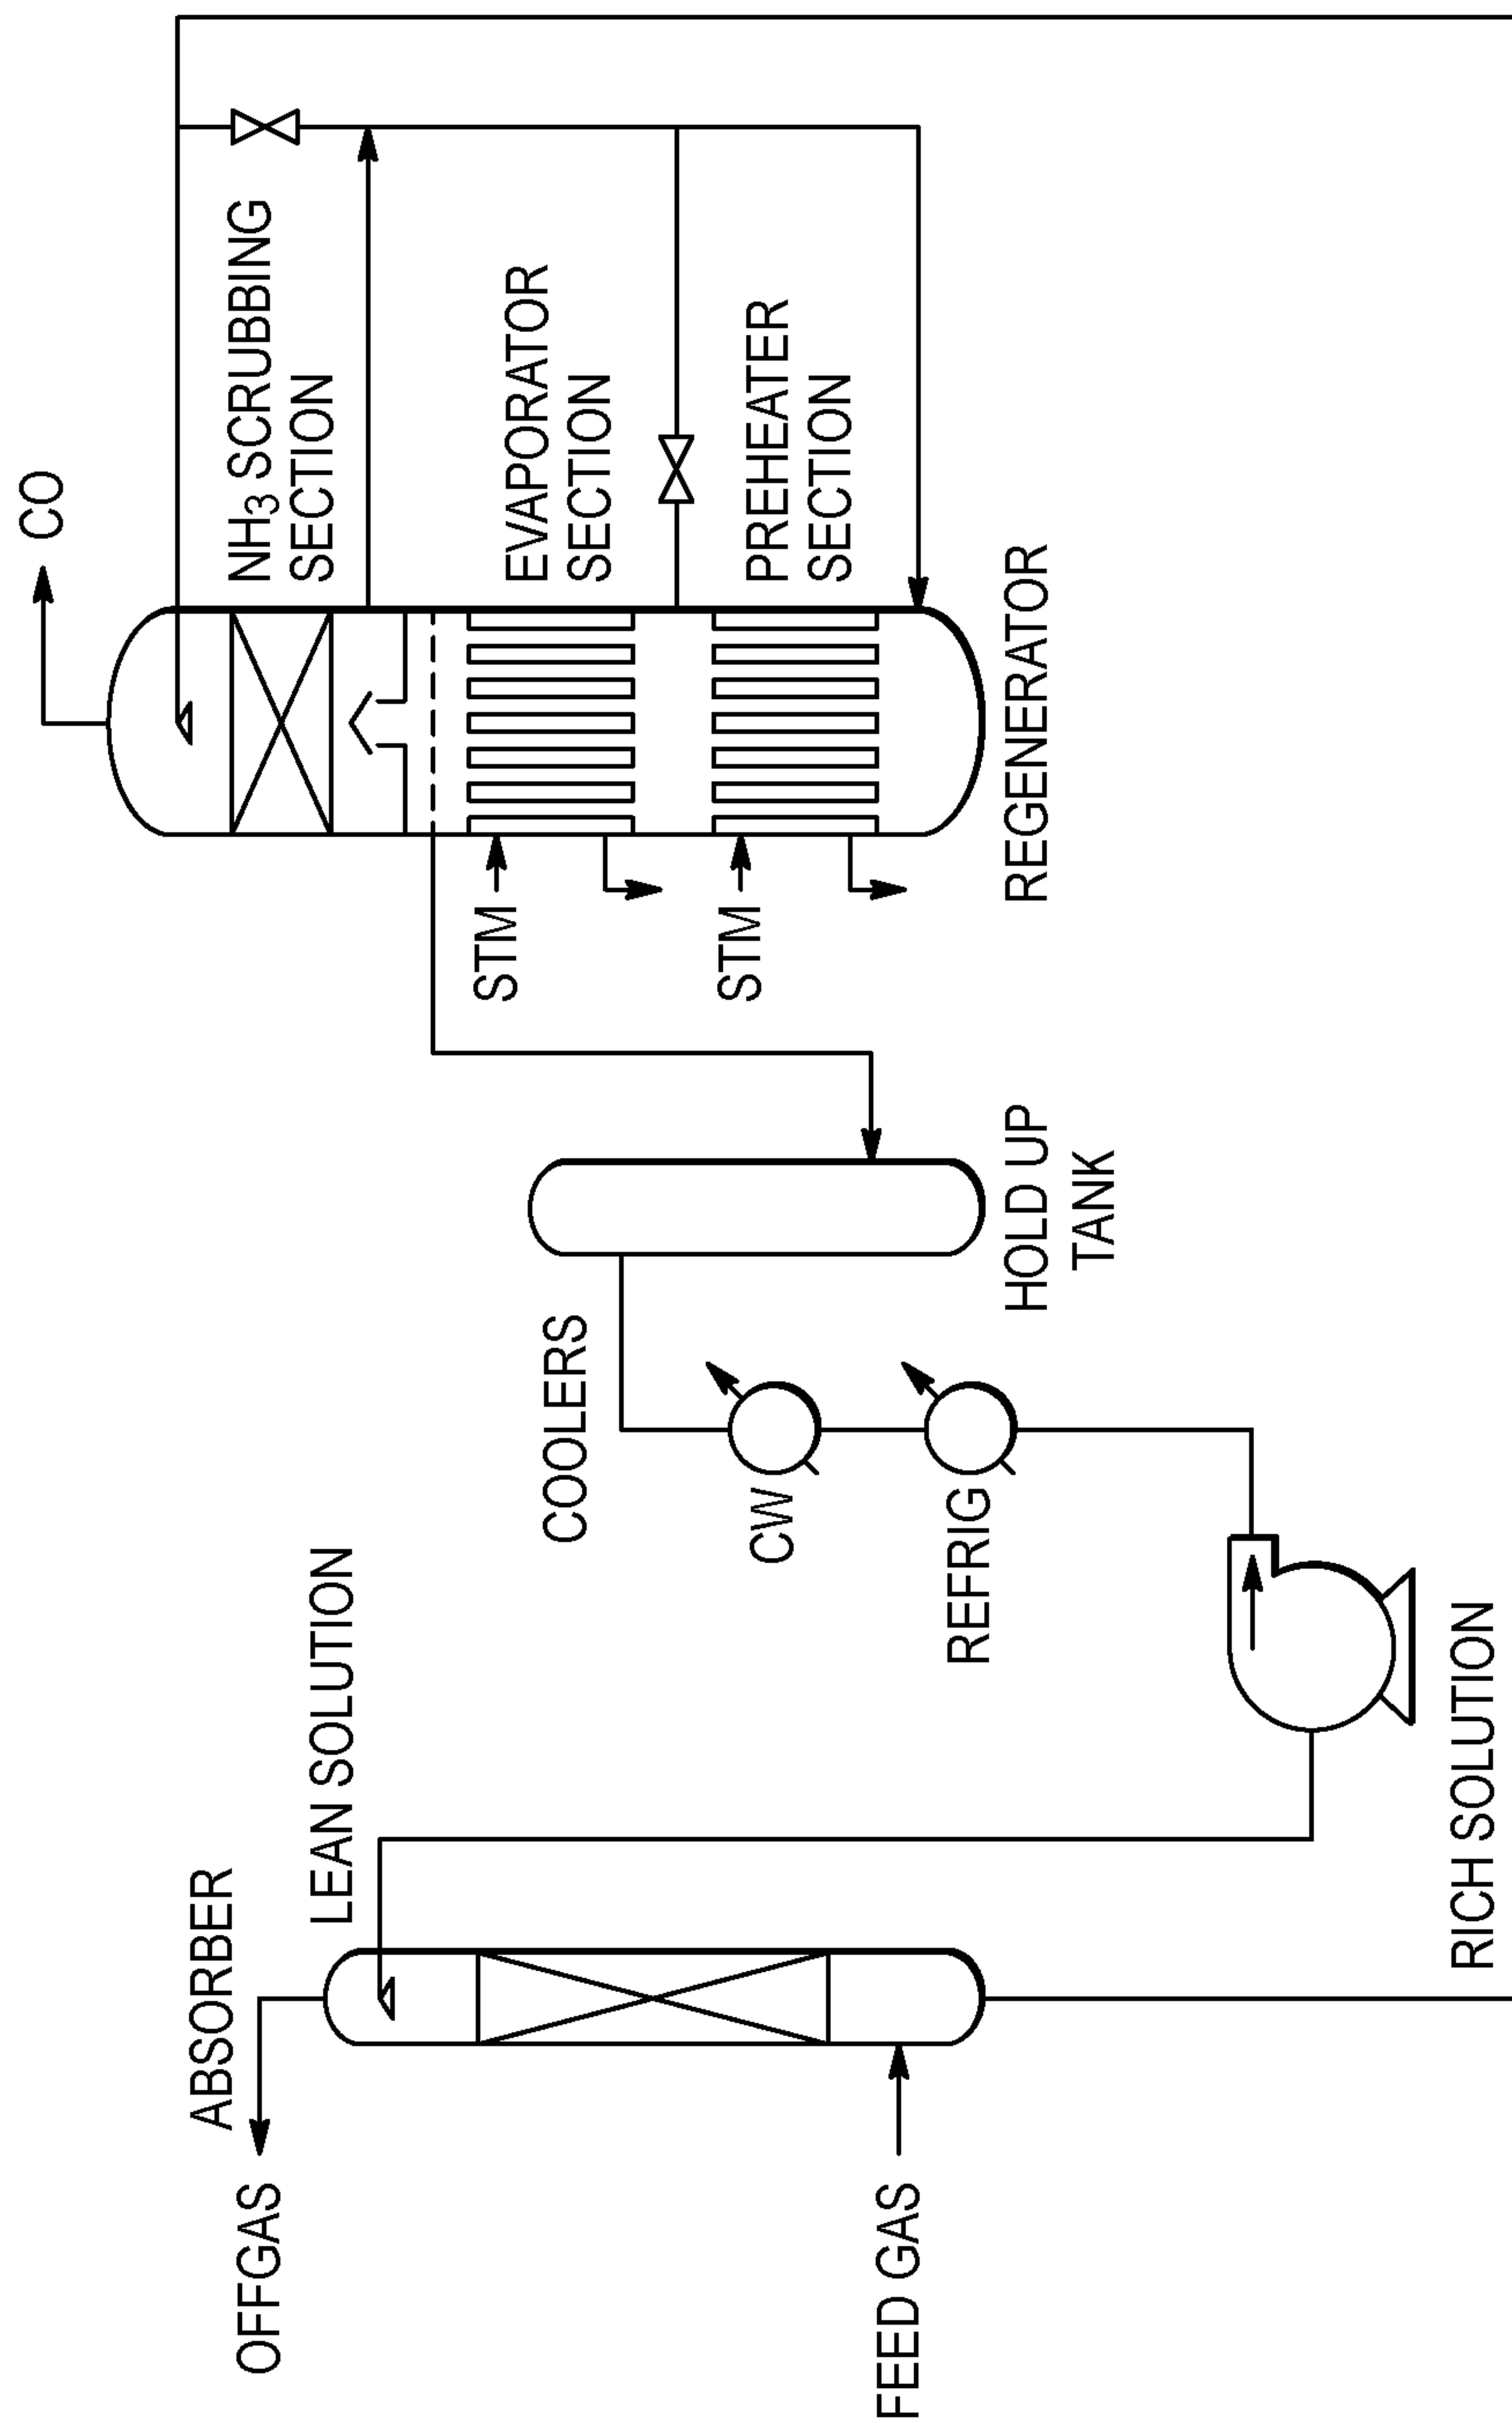 CO
NH3 SCRUBBING
SECTION
EVAPORATOR
SECTION
PREHEATER
SECTION
REGENERATOR
STM
STM
HOLD UP
TANK
COOLERS
CW
REFRIG
LEAN SOLUTION
RICH SOLUTION
ABSORBER
OFFGAS
FEED GAS